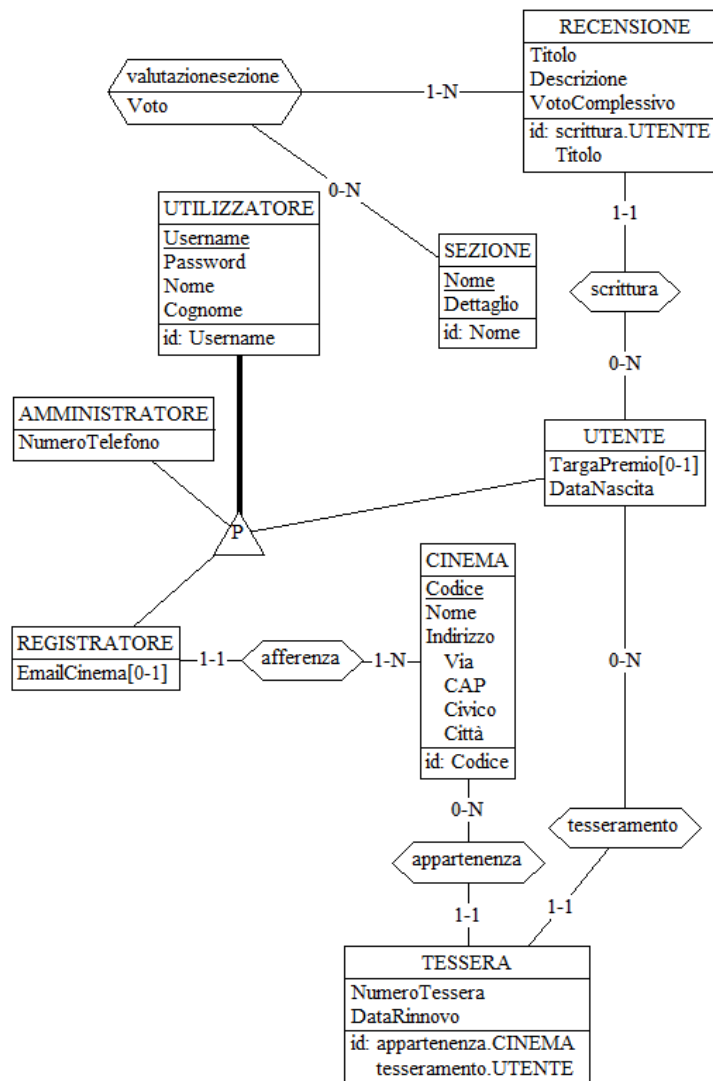 RECENSIONE
Titolo
Descrizione
VotoComplessivo
id: scrittura.UTENTE
Titolo
valutazionesezione
Voto
1-N
0-N
1-1
UTILIZZATORE
Username
Password
Nome
Cognome
id: Username
SEZIONE
Nome
Dettaglio
id: Nome
scrittura
0-N
AMMINISTRATORE
NumeroTelefono
UTENTE
TargaPremio[0-1]
DataNascita
P
CINEMA
Codice
Nome
Indirizzo
Via
CAP
Civico
Città
id: Codice
REGISTRATORE
EmailCinema[0-1]
1-1
afferenza
1-N
0-N
0-N
tesseramento
appartenenza
1-1
1-1
TESSERA
NumeroTessera
DataRinnovo
id: appartenenza.CINEMA
tesseramento.UTENTE